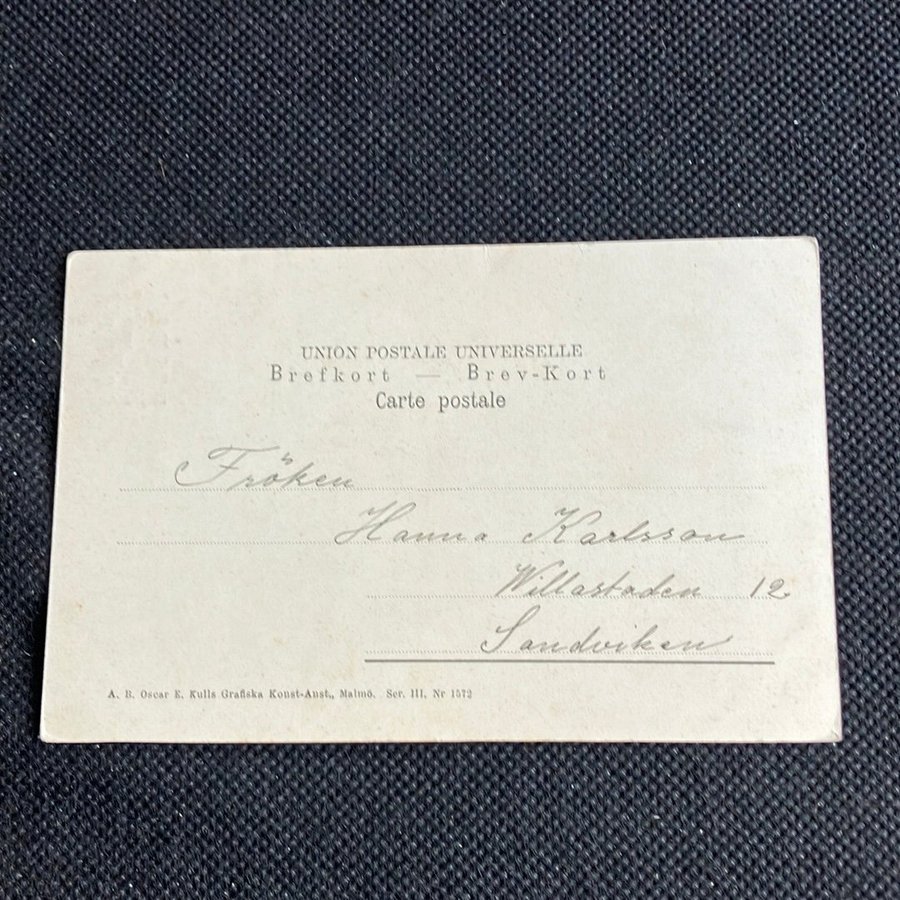 UNION POSTALE UNIVERSELLE
Brefkort — Brev-Kort
Carte postale
Fröken
Hanna Karlsson
Willastaden 12
Sandviken
A. B. Oscar E. Kulls Grafiska Konst-Anst., Malmö. Ser. III, Nr 1572